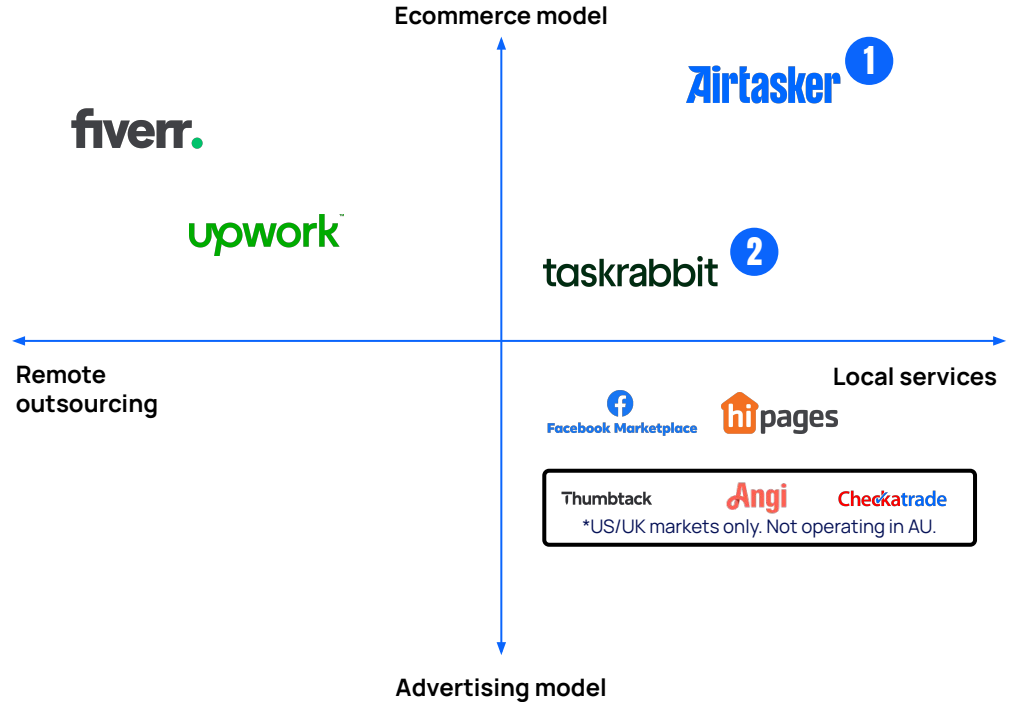 Ecommerce model
Airtasker 1
fiverr.
upwork™
taskrabbit 2
Remote
outsourcing
Local services
Facebook Marketplace
hipages
Thumbtack Angi Checkatrade
*US/UK markets only. Not operating in AU.
Advertising model